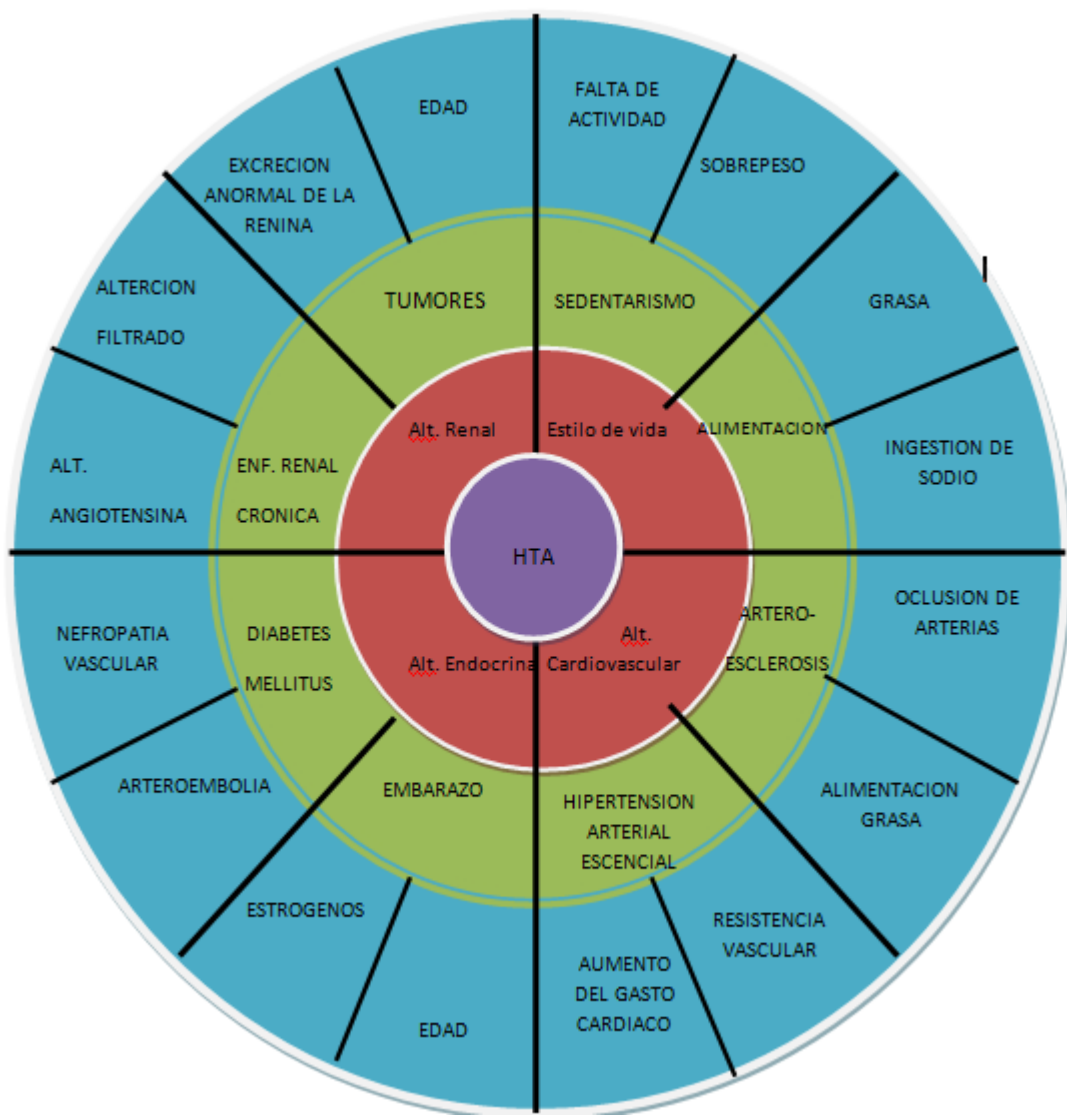 EDAD
FALTA DE
ACTIVIDAD
EXCRECION
ANORMAL DE LA
RENINA
SOBREPESO
ALTERCION
FILTRADO
TUMORES
SEDENTARISMO
GRASA
Alt. Renal
Estilo de vida
ALIMENTACION
INGESTION DE
SODIO
ALT.
ANGIOTENSINA
ENF. RENAL
CRONICA
HTA
NEFROPATIA
VASCULAR
DIABETES
MELLITUS
Alt. Endocrina
Alt.
Cardiovascular
ARTERO-
ESCLEROSIS
OCLUSION DE
ARTERIAS
ARTEROEMBOLIA
EMBARAZO
HIPERTENSION
ARTERIAL
ESCENCIAL
ALIMENTACION
GRASA
ESTROGENOS
RESISTENCIA
VASCULAR
EDAD
AUMENTO
DEL GASTO
CARDIACO